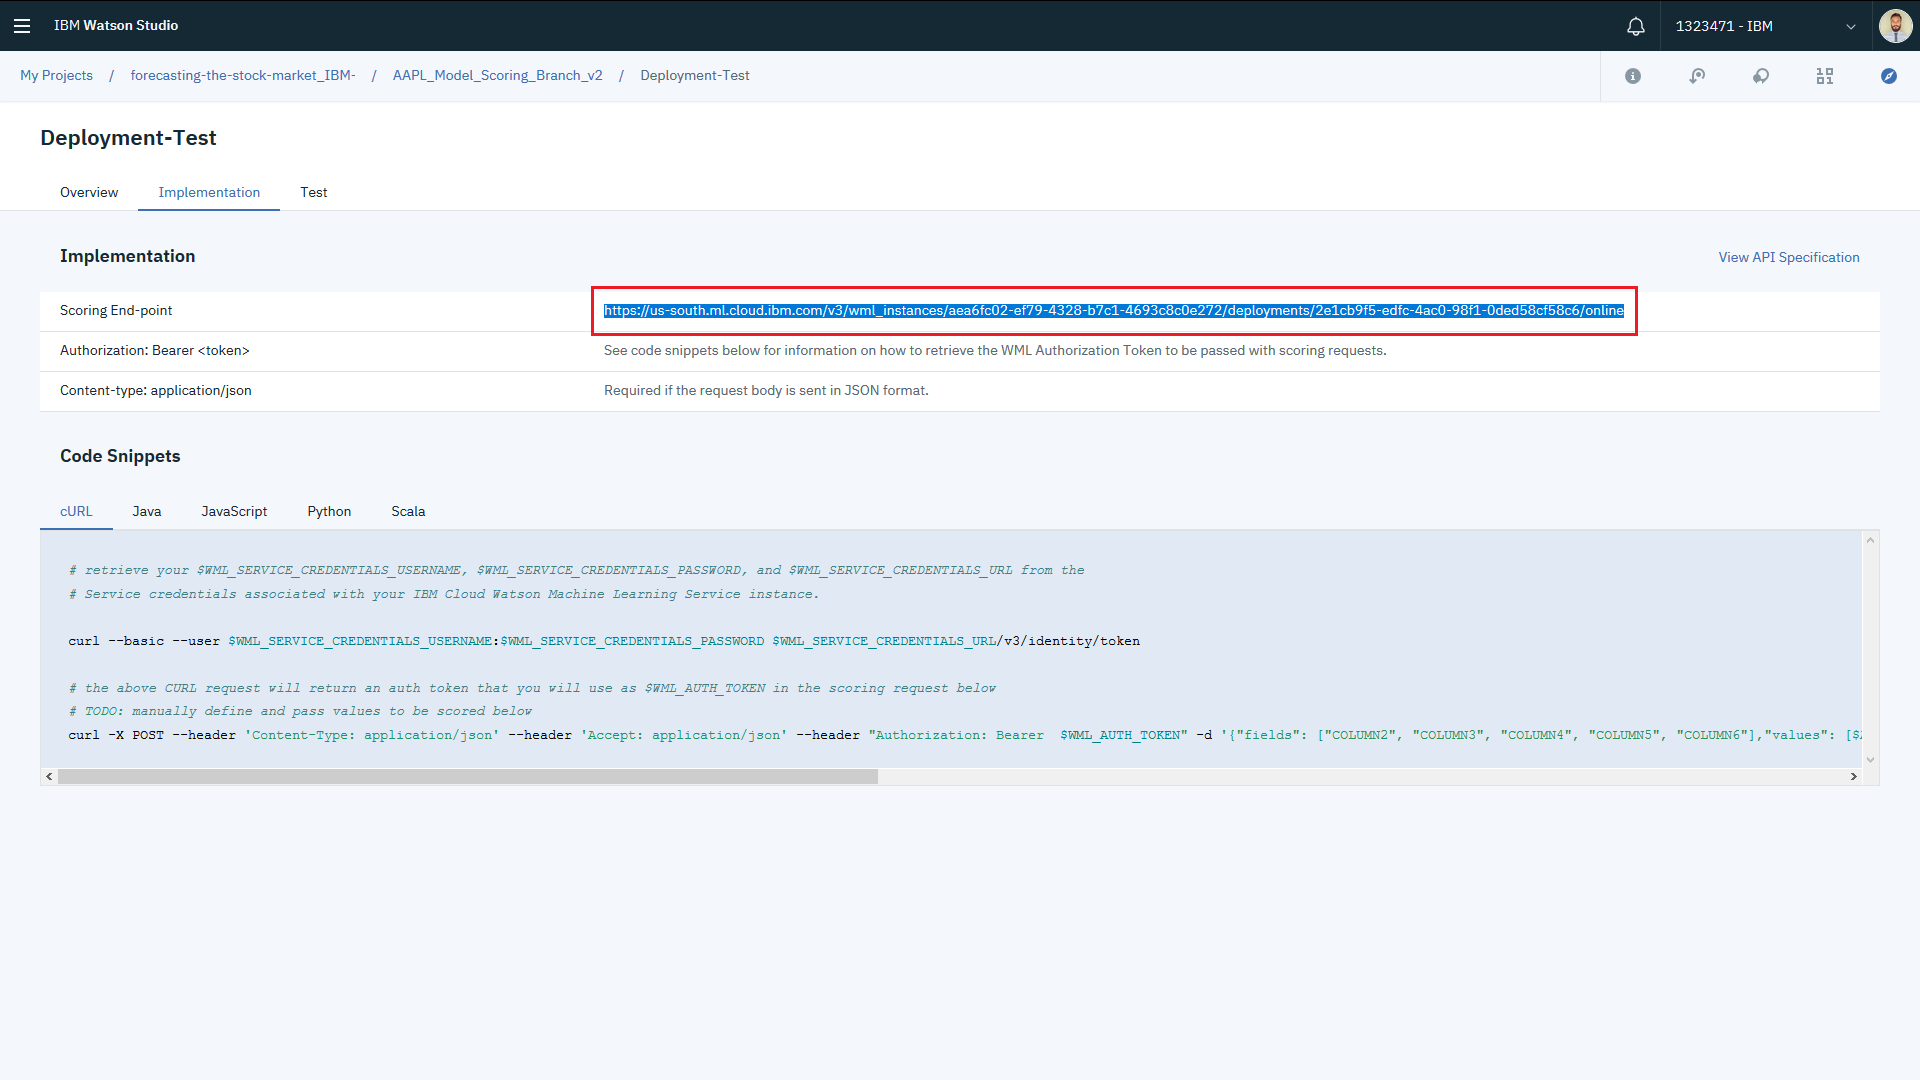 IBM Watson Studio
1323471 - IBM
My Projects / forecasting-the-stock-market_IBM- / AAPL_Model_Scoring_Branch_v2 / Deployment-Test
Deployment-Test
Overview Implementation Test
Implementation
View API Specification
Scoring End-point https://us-south.ml.cloud.ibm.com/v3/wml_instances/aea6fc02-ef79-4328-b7c1-4693c8c0e272/deployments/2e1cb9f5-edfc-4ac0-98f1-0ded58cf58c6/online
Authorization: Bearer <token> See code snippets below for information on how to retrieve the WML Authorization Token to be passed with scoring requests.
Content-type: application/json Required if the request body is sent in JSON format.
Code Snippets
cURL Java JavaScript Python Scala
# retrieve your $WML_SERVICE_CREDENTIALS_USERNAME, $WML_SERVICE_CREDENTIALS_PASSWORD, and $WML_SERVICE_CREDENTIALS_URL from the
# Service credentials associated with your IBM Cloud Watson Machine Learning Service instance.
curl --basic --user $WML_SERVICE_CREDENTIALS_USERNAME:$WML_SERVICE_CREDENTIALS_PASSWORD $WML_SERVICE_CREDENTIALS_URL/v3/identity/token
# the above CURL request will return an auth token that you will use as $WML_AUTH_TOKEN in the scoring request below
# TODO: manually define and pass values to be scored below
curl -X POST --header 'Content-Type: application/json' --header 'Accept: application/json' --header "Authorization: Bearer  $WML_AUTH_TOKEN" -d '{"fields": ["COLUMN2", "COLUMN3", "COLUMN4", "COLUMN5", "COLUMN6"],"values": [$